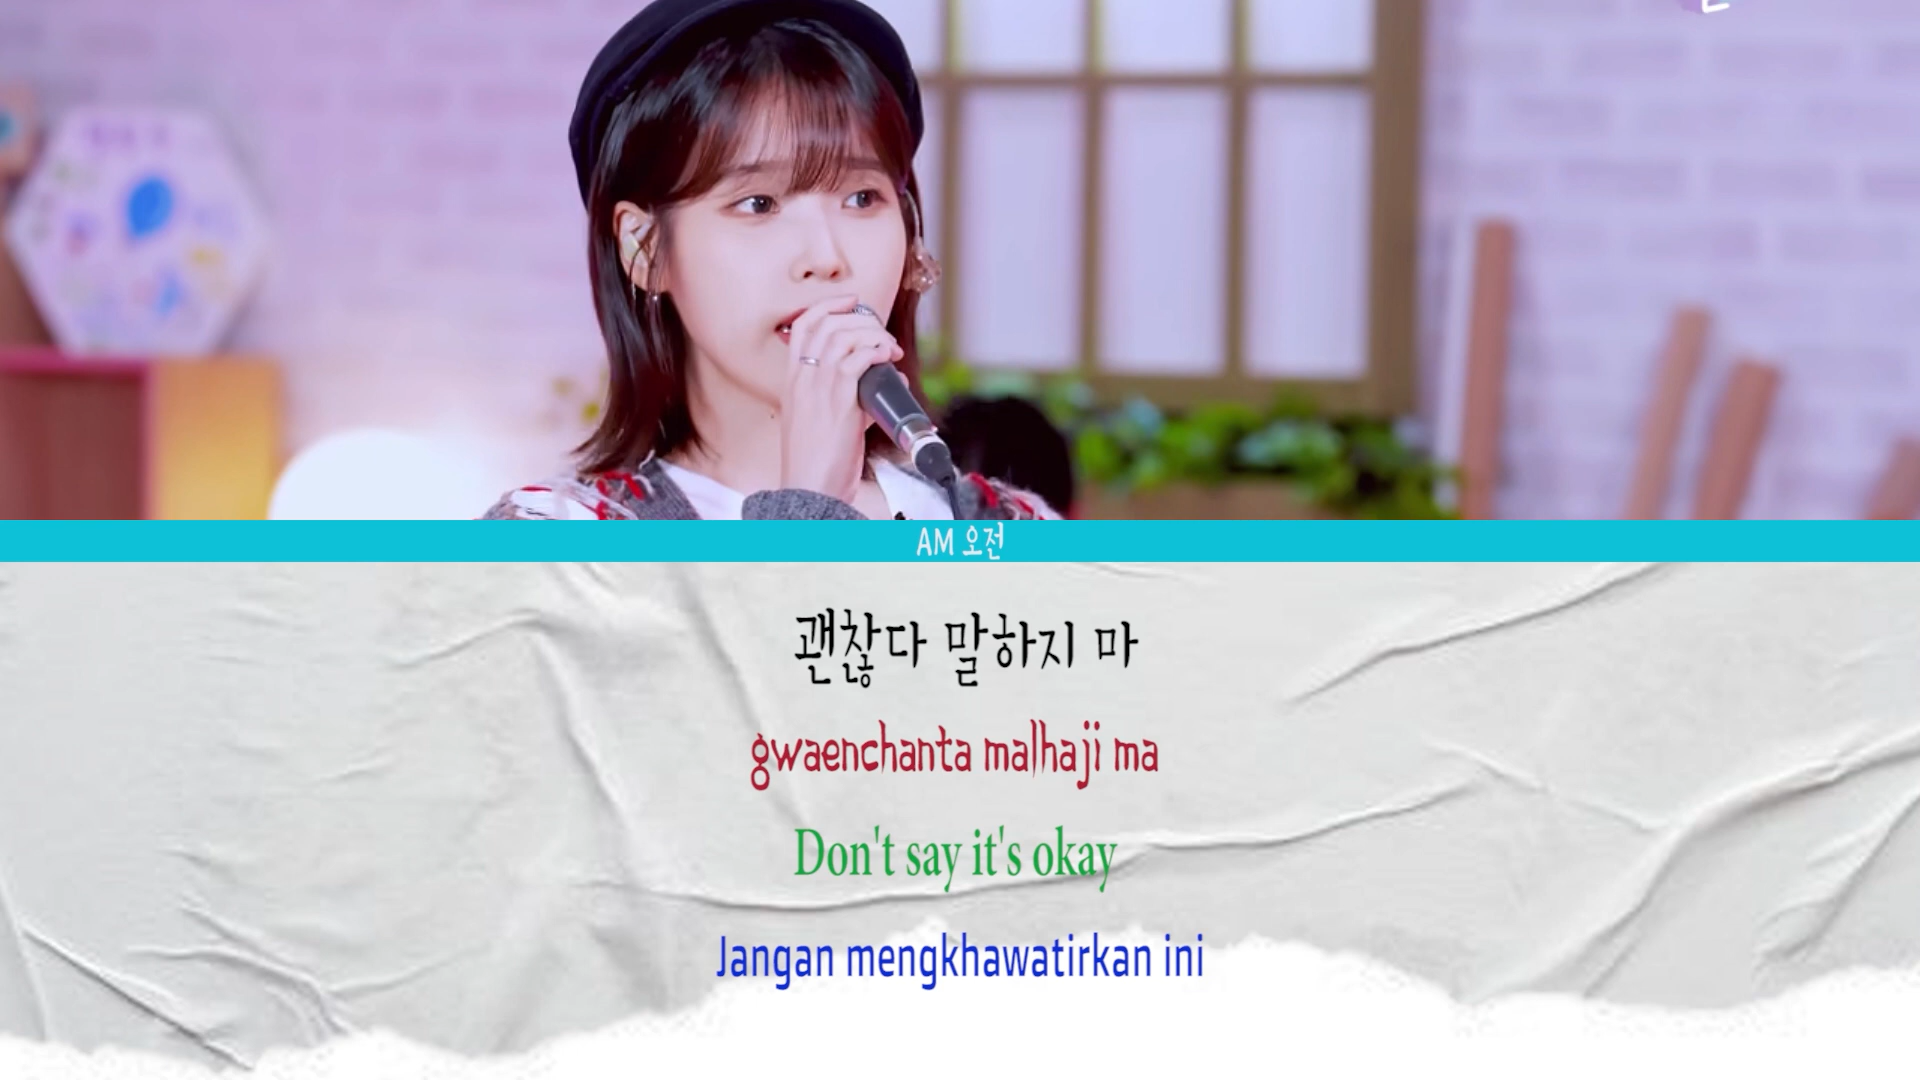 AM 오전
괜찮다 말하지 마
gwaenchanta malhaji ma
Don't say it's okay
Jangan mengkhawatirkan ini